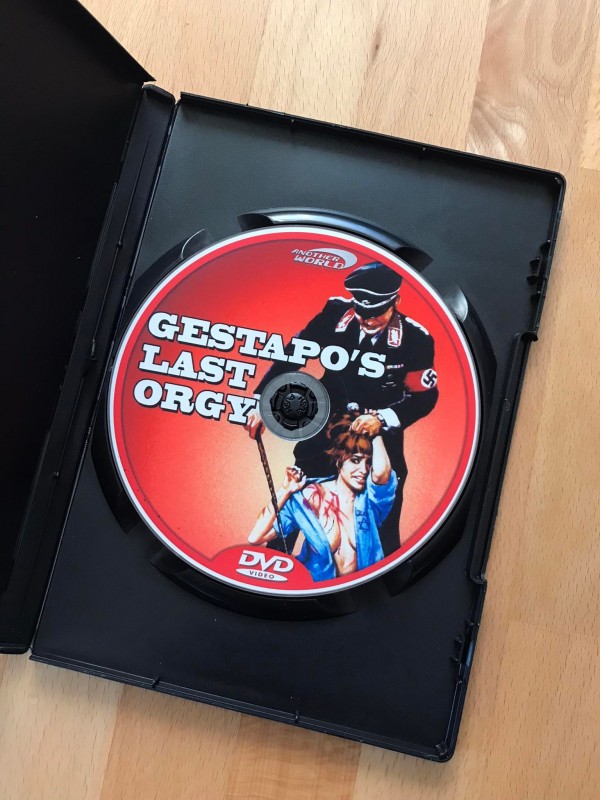 ANOTHER
WORLD
GESTAPO'S
LAST
ORGY
DVD
VIDEO